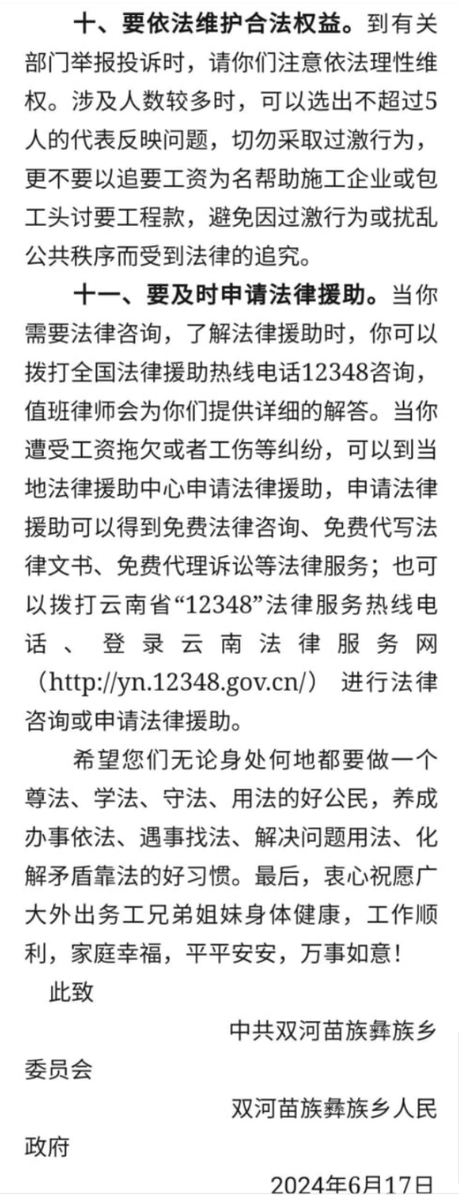 十、要依法维护合法权益。到有关
部门举报投诉时，请你们注意依法理性维
权。涉及人数较多时，可以选出不超过5
人的代表反映问题，切勿采取过激行为，
更不要以追要工资为名帮助施工企业或包
工头讨要工程款，避免因过激行为或扰乱
公共秩序而受到法律的追究。
十一、要及时申请法律援助。当你
需要法律咨询，了解法律援助时，你可以
拨打全国法律援助热线电话12348咨询，
值班律师会为你们提供详细的解答。当你
遭受工资拖欠或者工伤等纠纷，可以到当
地法律援助中心申请法律援助，申请法律
援助可以得到免费法律咨询、免费代写法
律文书、免费代理诉讼等法律服务；也可
以拨打云南省“12348”法律服务热线电
话、登录云南法律服务网
（http://yn.12348.gov.cn/）进行法律
咨询或申请法律援助。
希望您们无论身处何地都要做一个
尊法、学法、守法、用法的好公民，养成
办事依法、遇事找法、解决问题用法、化
解矛盾靠法的好习惯。最后，衷心祝愿广
大外出务工兄弟姐妹身体健康，工作顺
利，家庭幸福，平平安安，万事如意！
此致
中共双河苗族彝族乡
委员会
双河苗族彝族乡人民
政府
2024年6月17日